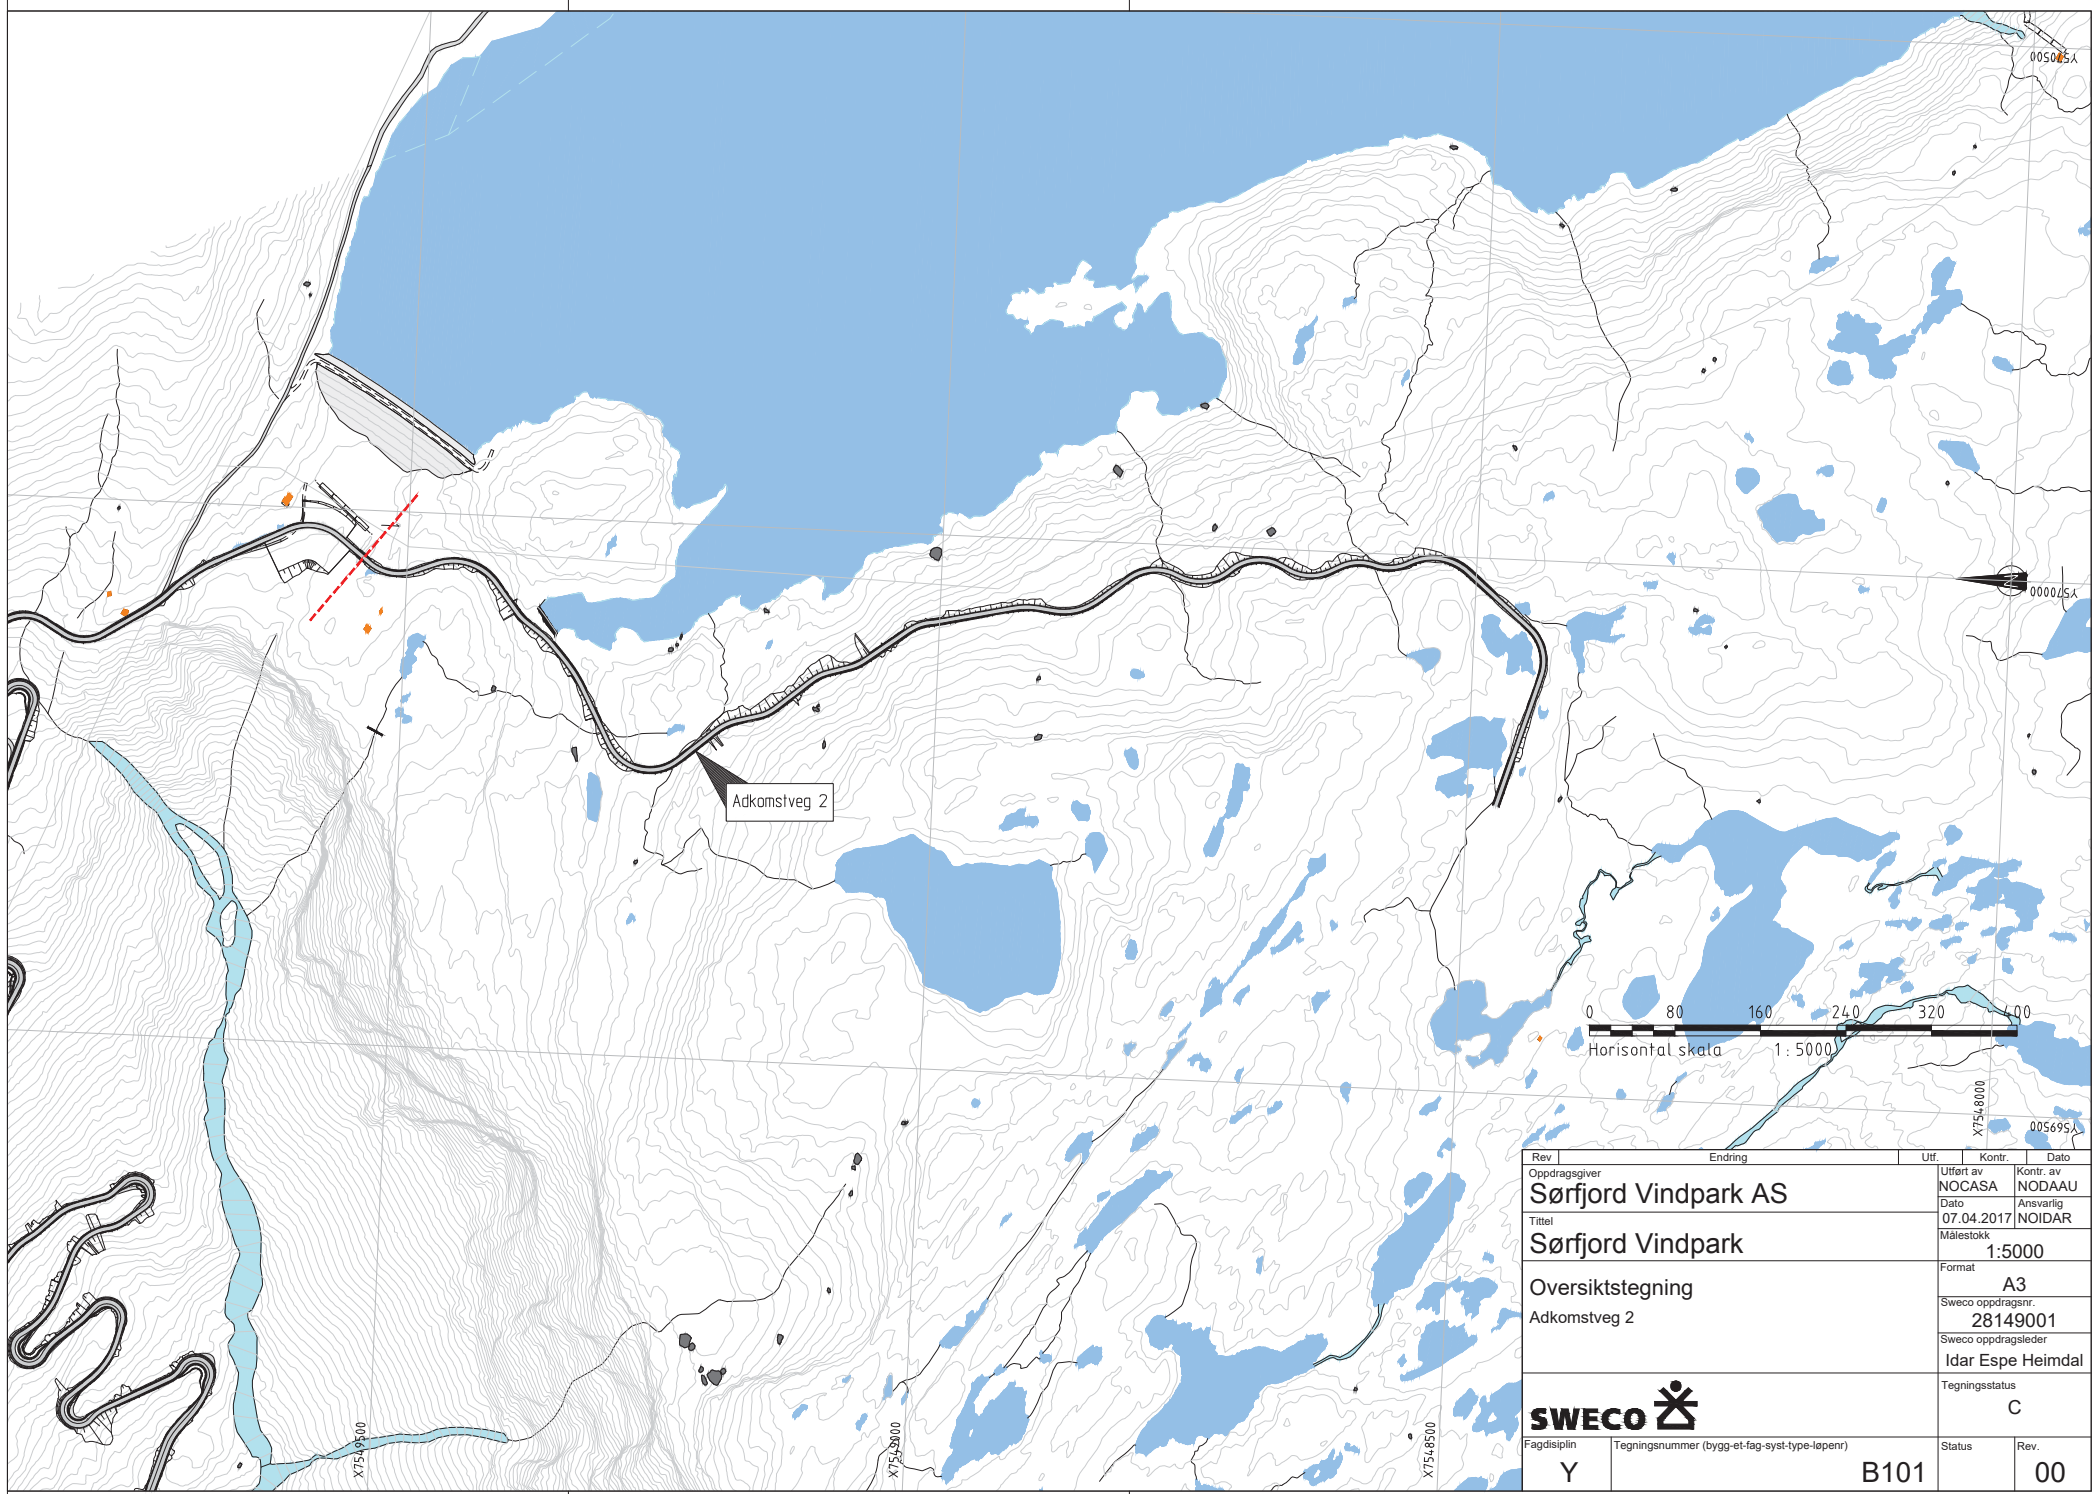 Y570500
Y570000
N
Adkomstveg 2
0 80 160 240 320 400
Horisontal skala 1:5000
X7549500
X7549000
X7548500
X7548000
Y569500
Rev Endring Utf. Kontr. Dato
Oppdragsgiver
Sørfjord Vindpark AS
Utført av
NOCASA
Kontr. av
NODAAU
Dato
07.04.2017
Ansvarlig
NOIDAR
Tittel
Sørfjord Vindpark
Målestokk
1:5000
Oversiktstegning
Adkomstveg 2
Format
A3
Sweco oppdragsnr.
28149001
Sweco oppdragsleder
Idar Espe Heimdal
SWECO
Tegningsstatus
C
Fagdisiplin
Y
Tegningsnummer (bygg-et-fag-syst-type-løpenr)
B101
Status
Rev.
00